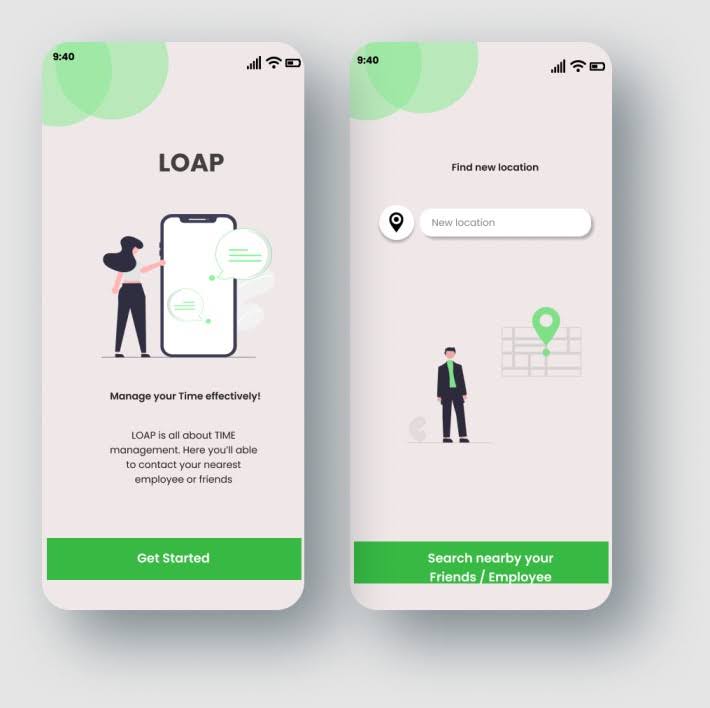 9:40
LOAP
Manage your Time effectively!
LOAP is all about TIME
management. Here you'll able
to contact your nearest
employee or friends
Get Started
9:40
Find new location
New location
Search nearby your
Friends / Employee